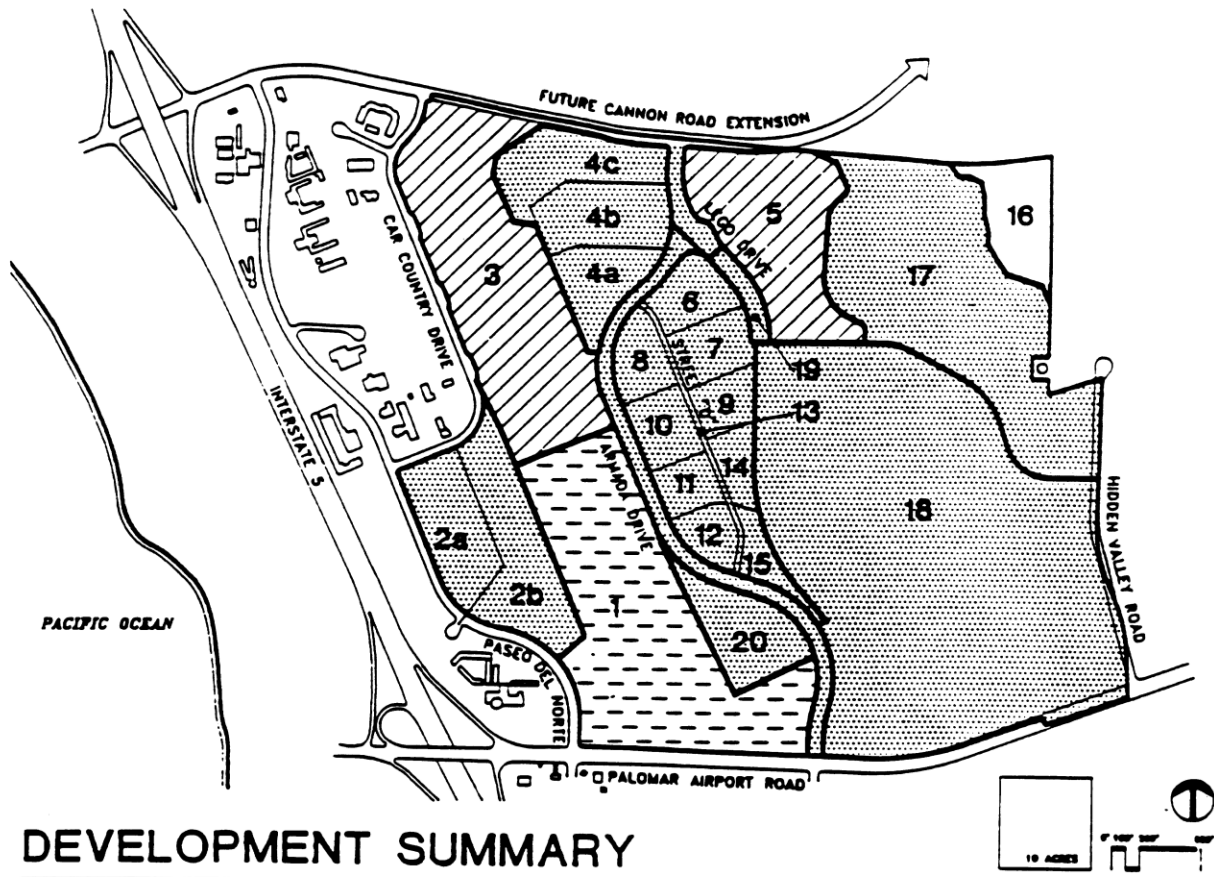 FUTURE CANNON ROAD EXTENSION
4c
16
5
4b
LEGO DRIVE
CAR COUNTRY DRIVE
3
17
4a
6
7
8
STREET
19
INTERSTATE 5
9
13
10
ARMADA DRIVE
14
11
18
HIDDEN VALLEY ROAD
12
2a
15
2b
1
PACIFIC OCEAN
20
PASEO DEL NORTE
PALOMAR AIRPORT ROAD
DEVELOPMENT SUMMARY
10 ACRES